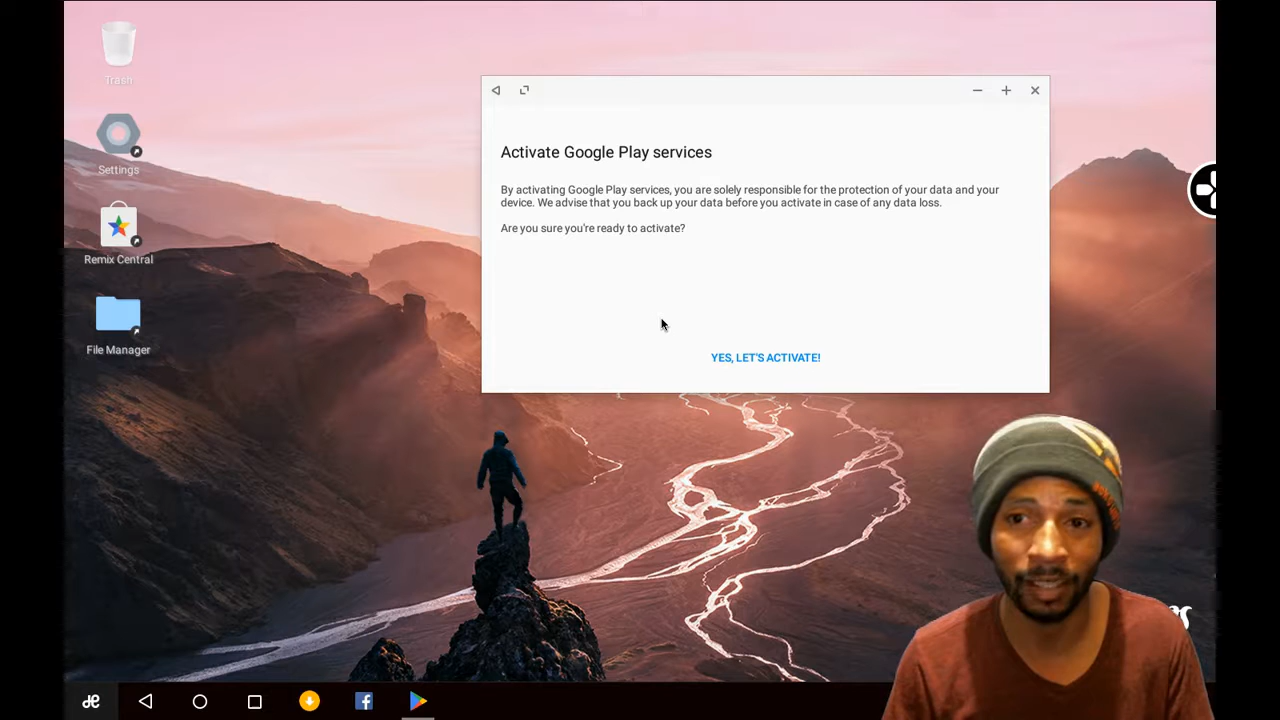 Trash
Settings
Remix Central
File Manager
Activate Google Play services
By activating Google Play services, you are solely responsible for the protection of your data and your
device. We advise that you back up your data before you activate in case of any data loss.
Are you sure you're ready to activate?
YES, LET'S ACTIVATE!